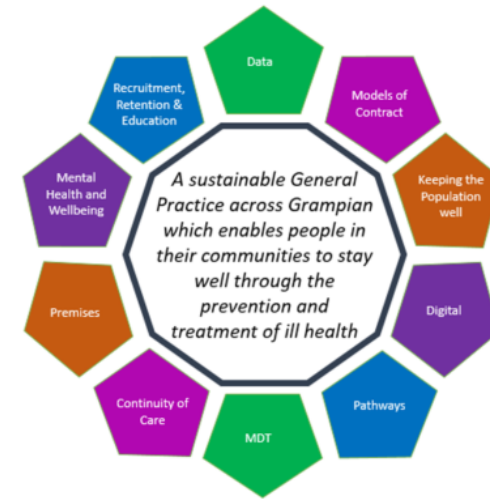 Data
Models of
Contract
Keeping the
Population
well
Digital
Pathways
MDT
Continuity of
Care
Premises
Mental
Health and
Wellbeing
Recruitment,
Retention &
Education
A sustainable General
Practice across Grampian
which enables people in
their communities to stay
well through the
prevention and
treatment of ill health